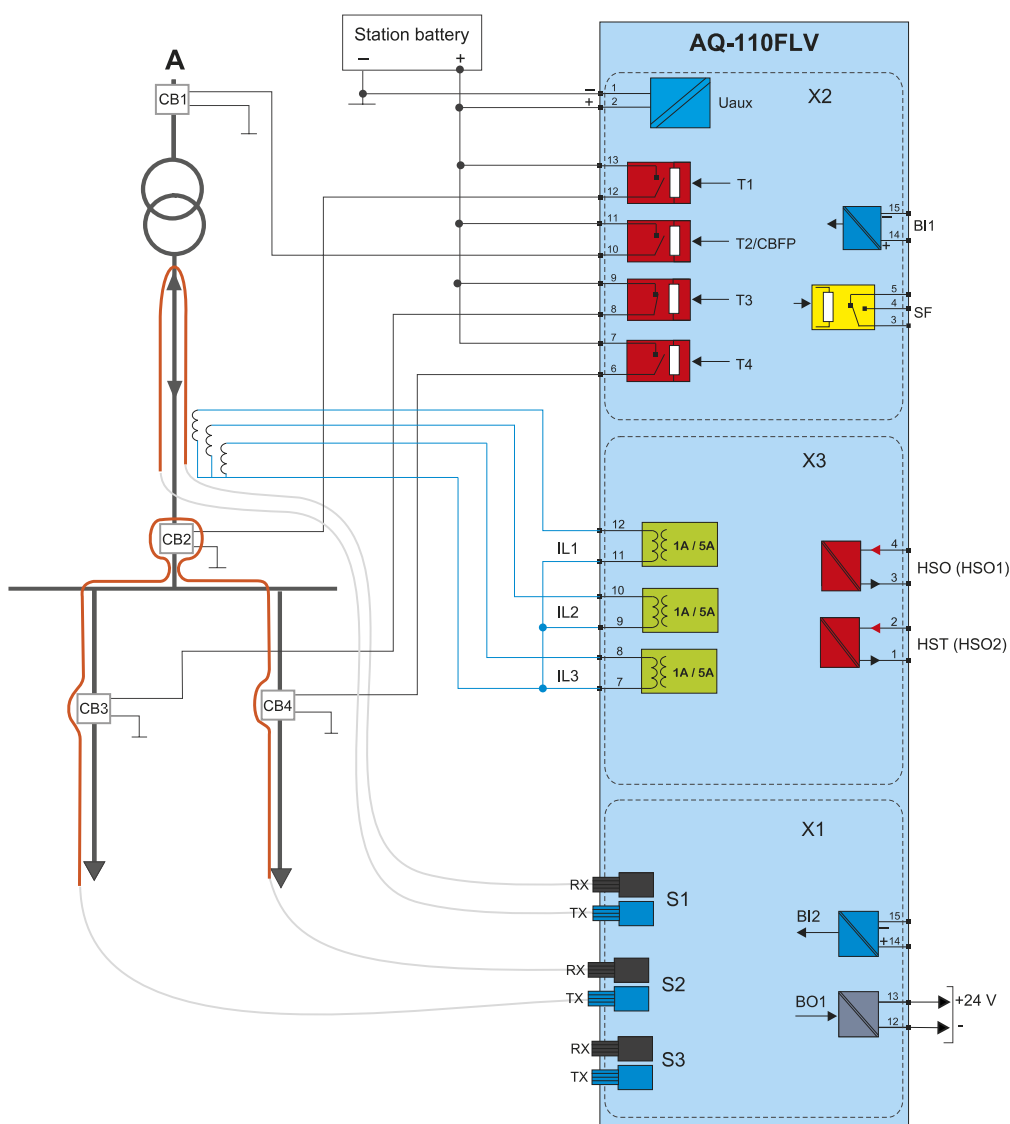 Station battery
− +
AQ-110FLV
A
CB1
X2
− 1
+ 2
Uaux
13
T1
12
11
T2/CBFP
10
9
T3
8
7
T4
6
15
−
BI1
14
+
5
4
SF
3
X3
12
IL1
1A / 5A
11
10
IL2
1A / 5A
9
8
IL3
1A / 5A
7
4
HSO (HSO1)
3
2
HST (HSO2)
1
CB2
CB3
CB4
X1
RX
S1
TX
RX
S2
TX
RX
S3
TX
BI2
15
−
+ 14
BO1
13
+24 V
12
-